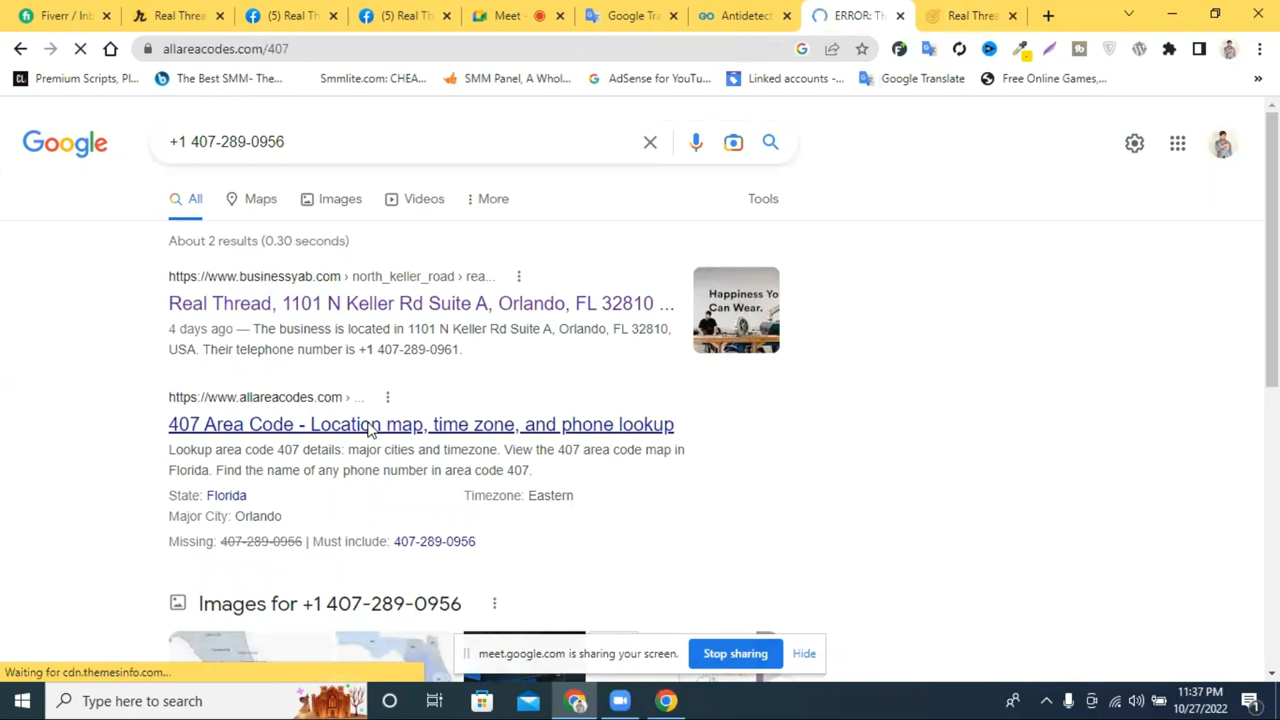 Fiverr / Inb
Real Threa
(5) Real Th
(5) Real Th
Meet -
Google Tra
Antidetect
ERROR: Th
Real Threa
allareacodes.com/407
Premium Scripts, Pl...
The Best SMM- The...
Smmlite.com: CHEA...
SMM Panel, A Whol...
AdSense for YouTu...
Linked accounts -...
Google Translate
Free Online Games,...
Google
+1 407-289-0956
All
Maps
Images
Videos
More
Tools
About 2 results (0.30 seconds)
https://www.businessyab.com › north_keller_road › rea...
Real Thread, 1101 N Keller Rd Suite A, Orlando, FL 32810 ...
4 days ago — The business is located in 1101 N Keller Rd Suite A, Orlando, FL 32810,
USA. Their telephone number is +1 407-289-0961.
Happiness Yo
Can Wear.
https://www.allareacodes.com › ...
407 Area Code - Location map, time zone, and phone lookup
Lookup area code 407 details: major cities and timezone. View the 407 area code map in
Florida. Find the name of any phone number in area code 407.
State: Florida
Timezone: Eastern
Major City: Orlando
Missing: 407-289-0956 | Must include: 407-289-0956
Images for +1 407-289-0956
meet.google.com is sharing your screen.
Stop sharing
Hide
Waiting for cdn.themesinfo.com...
Type here to search
11:37 PM
10/27/2022